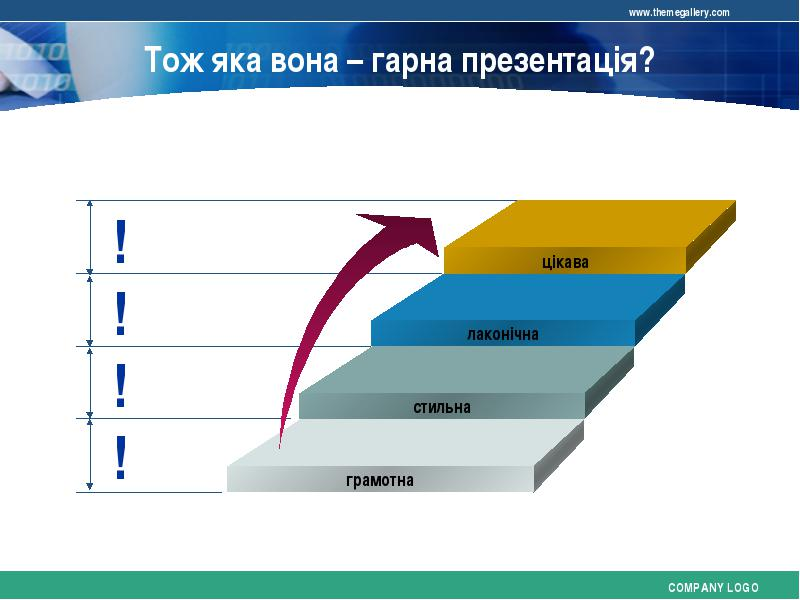 www.themegallery.com
Тож яка вона – гарна презентація?
!
цікава
!
лаконічна
!
стильна
!
грамотна
COMPANY LOGO